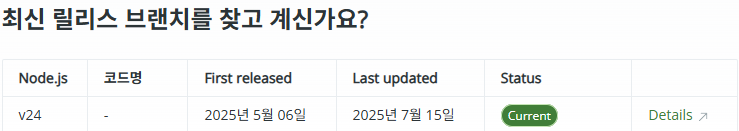 최신 릴리스 브랜치를 찾고 계신가요?
Node.js 코드명 First released Last updated Status
v24 - 2025년 5월 06일 2025년 7월 15일 Current Details ↗